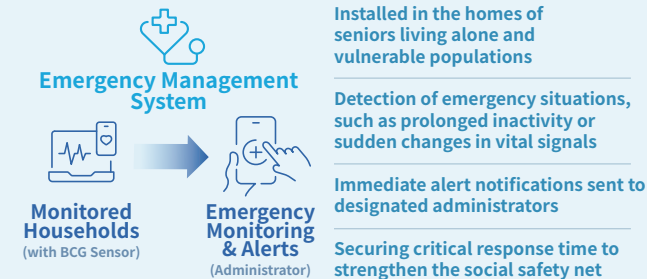 Emergency Management
System
Monitored
Households
(with BCG Sensor)
Emergency
Monitoring
& Alerts
(Administrator)
Installed in the homes of
seniors living alone and
vulnerable populations
Detection of emergency situations,
such as prolonged inactivity or
sudden changes in vital signals
Immediate alert notifications sent to
designated administrators
Securing critical response time to
strengthen the social safety net